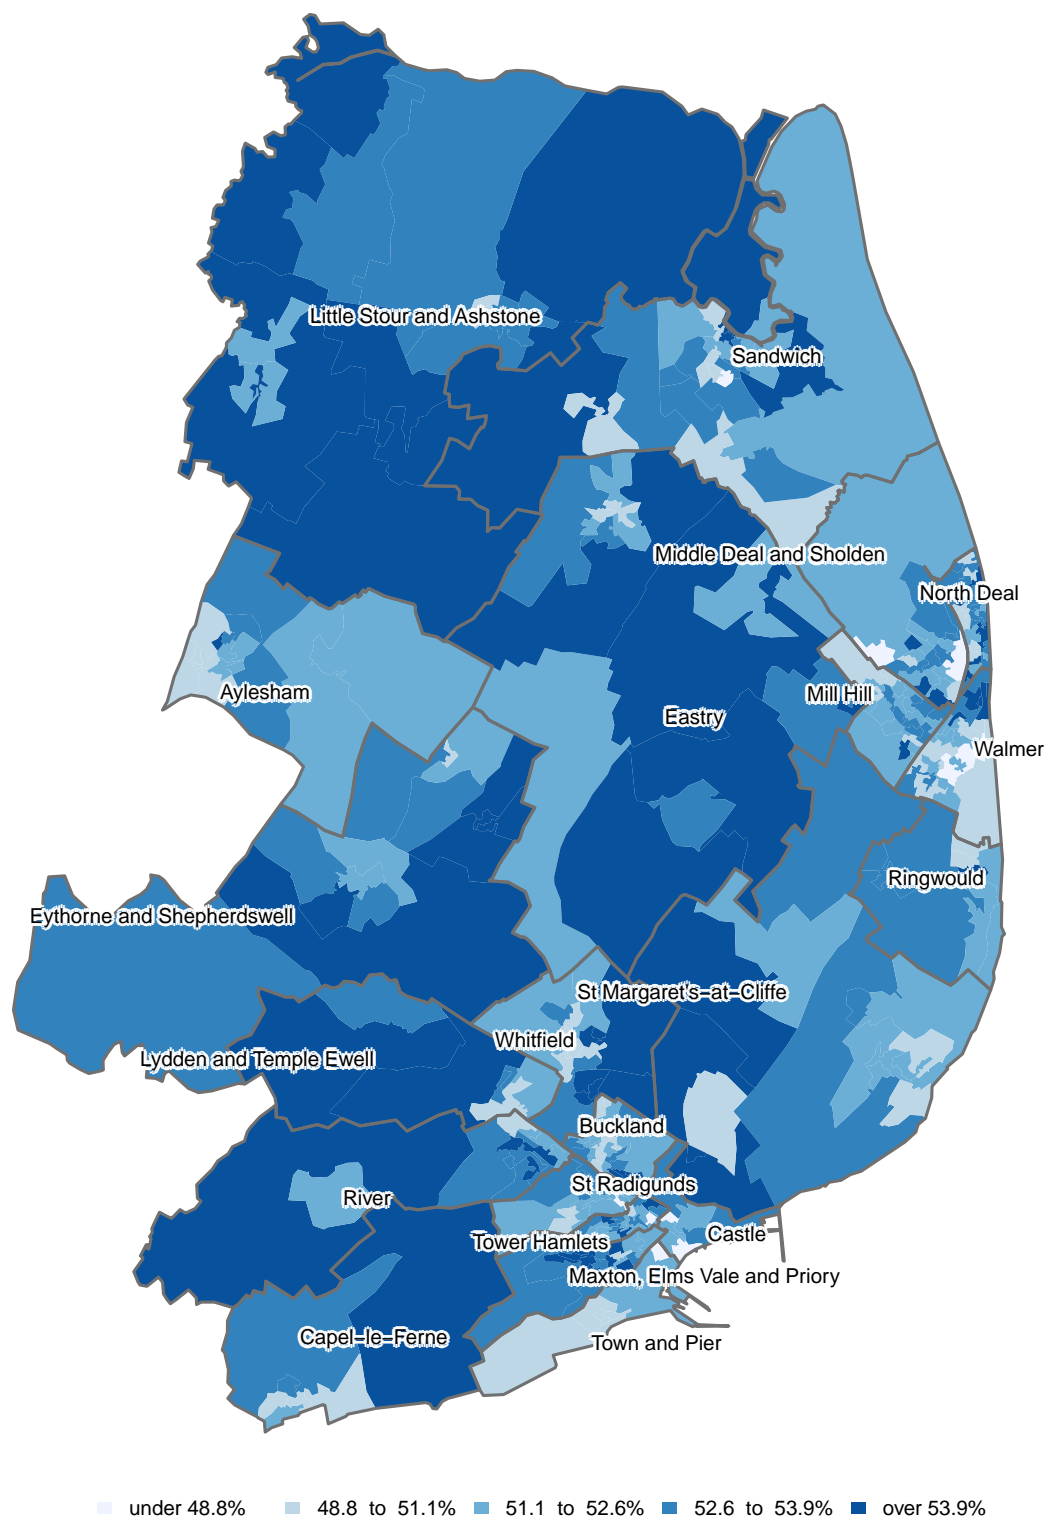 Little Stour and Ashstone
Sandwich
Middle Deal and Sholden
North Deal
Aylesham
Mill Hill
Eastry
Walmer
Ringwould
Eythorne and Shepherdswell
St Margaret's−at−Cliffe
Whitfield
Lydden and Temple Ewell
Buckland
St Radigunds
River
Castle
Tower Hamlets
Maxton, Elms Vale and Priory
Capel−le−Ferne
Town and Pier
under 48.8% 48.8 to 51.1% 51.1 to 52.6% 52.6 to 53.9% over 53.9%